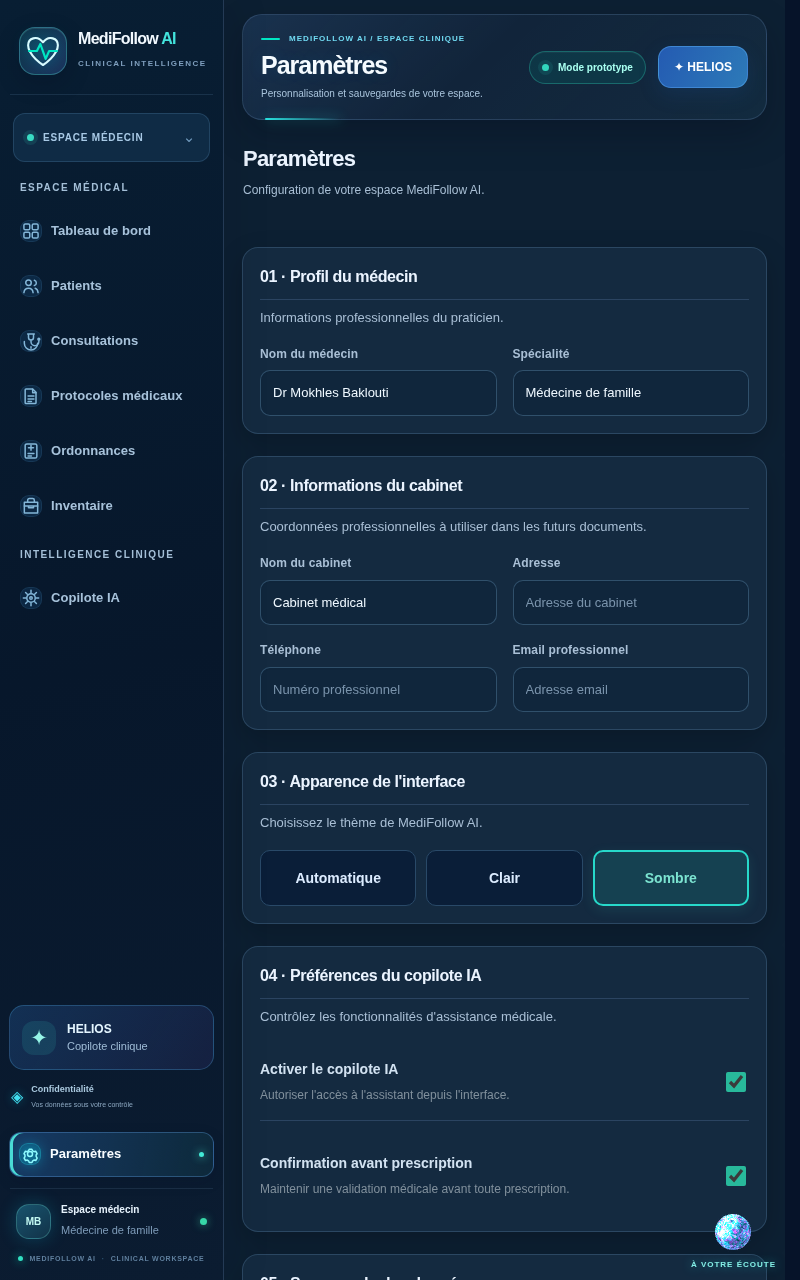 MediFollow AI
CLINICAL INTELLIGENCE
ESPACE MÉDECIN
ESPACE MÉDICAL
Tableau de bord
Patients
Consultations
Protocoles médicaux
Ordonnances
Inventaire
INTELLIGENCE CLINIQUE
Copilote IA
HELIOS
Copilote clinique
Confidentialité
Vos données sous votre contrôle
Paramètres
MB
Espace médecin
Médecine de famille
MEDIFOLLOW AI · CLINICAL WORKSPACE
MEDIFOLLOW AI / ESPACE CLINIQUE
Paramètres
Personnalisation et sauvegardes de votre espace.
Mode prototype
✦ HELIOS
Paramètres
Configuration de votre espace MediFollow AI.
01 · Profil du médecin
Informations professionnelles du praticien.
Nom du médecin
Spécialité
Dr Mokhles Baklouti
Médecine de famille
02 · Informations du cabinet
Coordonnées professionnelles à utiliser dans les futurs documents.
Nom du cabinet
Adresse
Cabinet médical
Adresse du cabinet
Téléphone
Email professionnel
Numéro professionnel
Adresse email
03 · Apparence de l'interface
Choisissez le thème de MediFollow AI.
Automatique
Clair
Sombre
04 · Préférences du copilote IA
Contrôlez les fonctionnalités d'assistance médicale.
Activer le copilote IA
Autoriser l'accès à l'assistant depuis l'interface.
Confirmation avant prescription
Maintenir une validation médicale avant toute prescription.
À VOTRE ÉCOUTE